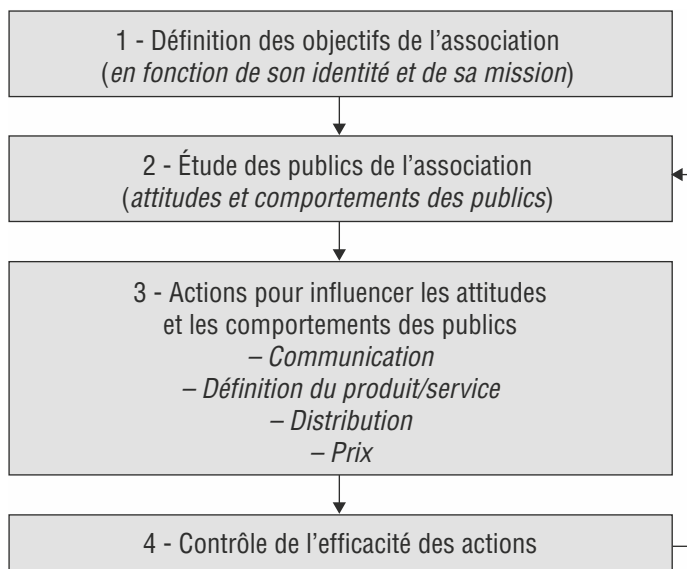 1 - Définition des objectifs de l’association
(en fonction de son identité et de sa mission)
2 - Étude des publics de l’association
(attitudes et comportements des publics)
3 - Actions pour influencer les attitudes
et les comportements des publics
– Communication
– Définition du produit/service
– Distribution
– Prix
4 - Contrôle de l’efficacité des actions